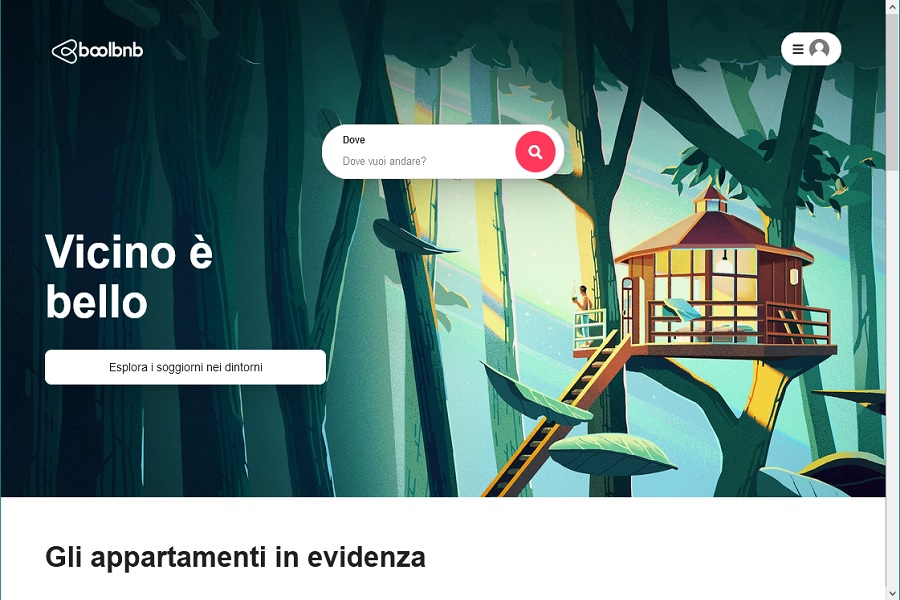 boolbnb
Dove
Dove vuoi andare?
Vicino è
bello
Esplora i soggiorni nei dintorni
Gli appartamenti in evidenza